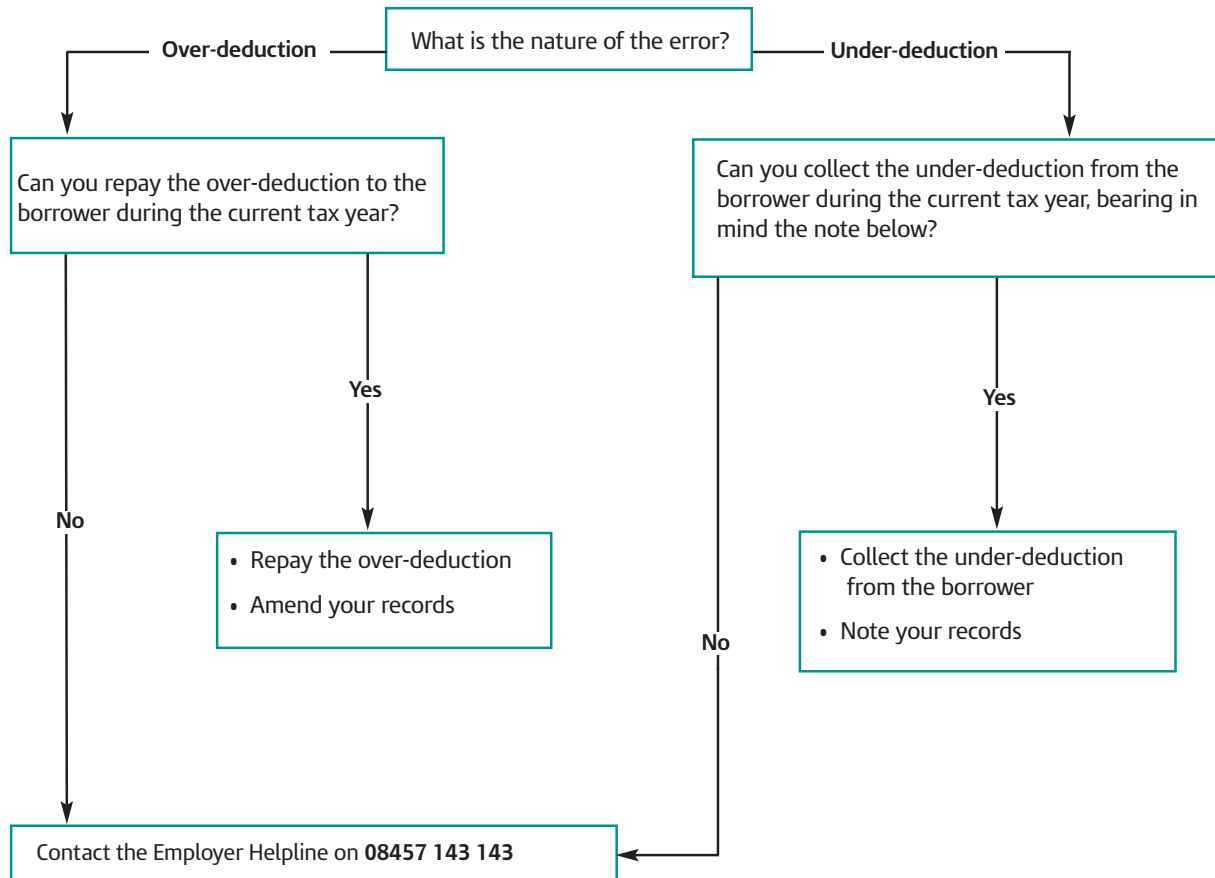 What is the nature of the error?
Over-deduction
Under-deduction
Can you repay the over-deduction to the
borrower during the current tax year?
Can you collect the under-deduction from the
borrower during the current tax year, bearing in
mind the note below?
Yes
Yes
No
• Repay the over-deduction
• Amend your records
• Collect the under-deduction
from the borrower
• Note your records
No
Contact the Employer Helpline on 08457 143 143